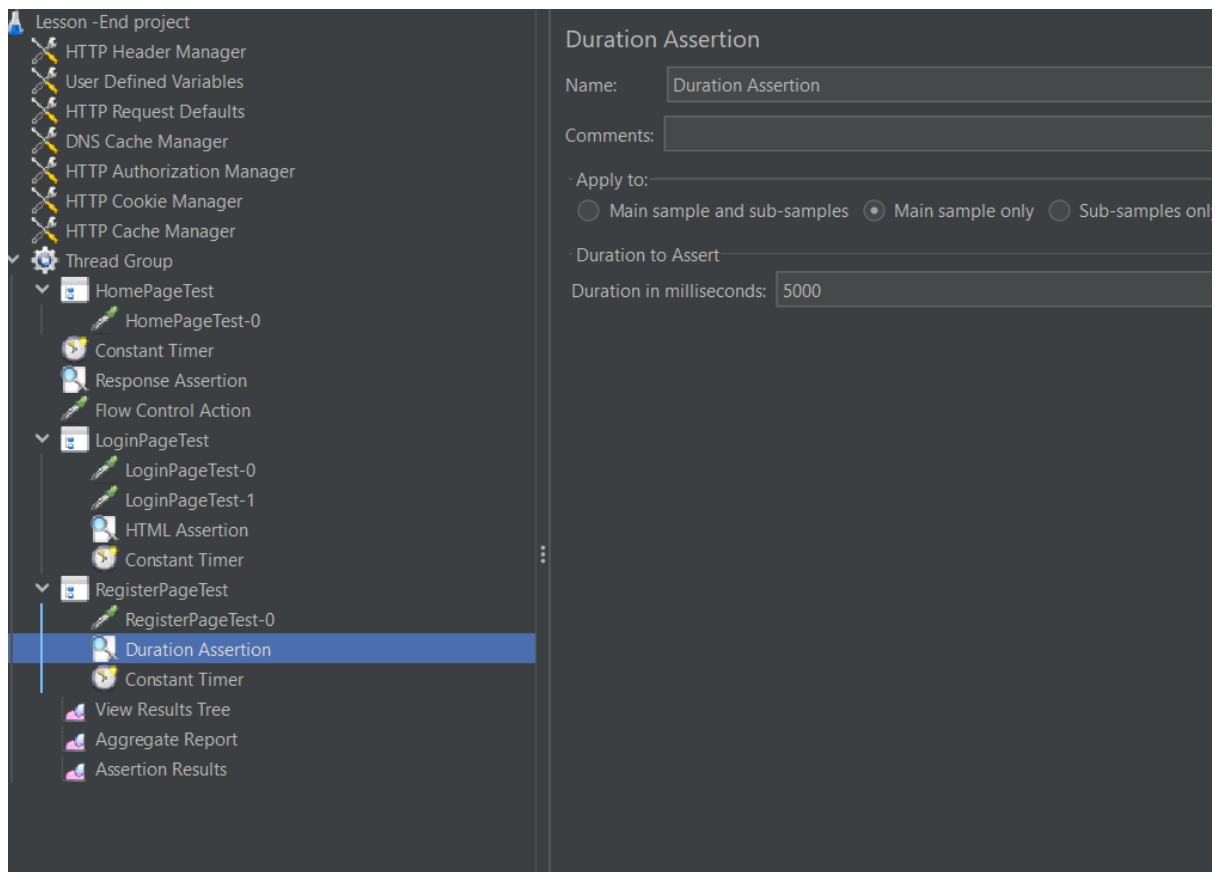 Lesson -End project
HTTP Header Manager
User Defined Variables
HTTP Request Defaults
DNS Cache Manager
HTTP Authorization Manager
HTTP Cookie Manager
HTTP Cache Manager
Thread Group
HomePageTest
HomePageTest-0
Constant Timer
Response Assertion
Flow Control Action
LoginPageTest
LoginPageTest-0
LoginPageTest-1
HTML Assertion
Constant Timer
RegisterPageTest
RegisterPageTest-0
Duration Assertion
Constant Timer
View Results Tree
Aggregate Report
Assertion Results
Duration Assertion
Name: Duration Assertion
Comments:
Apply to:
Main sample and sub-samples Main sample only Sub-samples onl
Duration to Assert
Duration in milliseconds: 5000